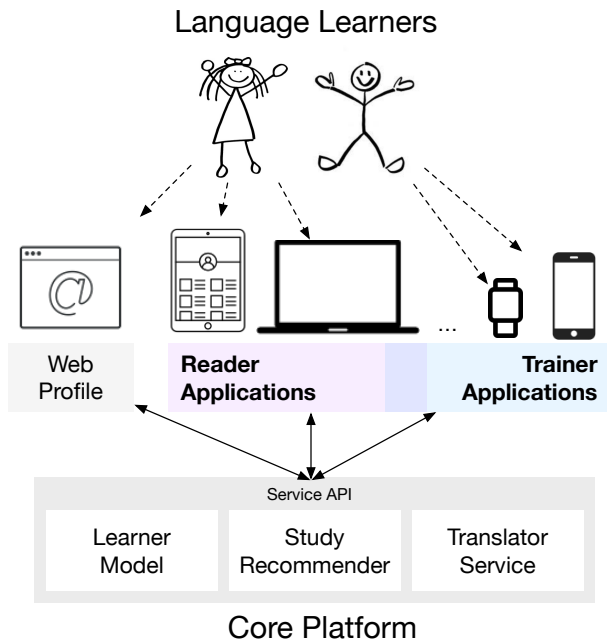 Language Learners
@
...
Web
Profile
Reader
Applications
Trainer
Applications
Service API
Learner
Model
Study
Recommender
Translator
Service
Core Platform